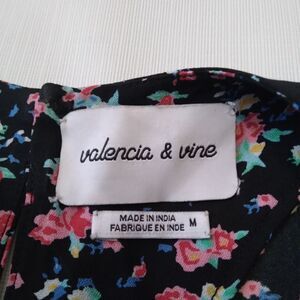 valencia & vine
MADE IN INDIA
FABRIQUE EN INDE M